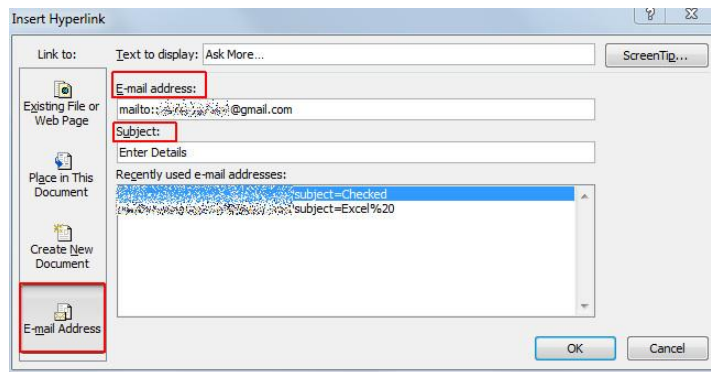 Insert Hyperlink
Link to:
Text to display: Ask More...
ScreenTip...
Existing File or
Web Page
Place in This
Document
Create New
Document
E-mail Address
E-mail address:
mailto: @gmail.com
Subject:
Enter Details
Recently used e-mail addresses:
subject=Checked
subject=Excel%20
OK
Cancel